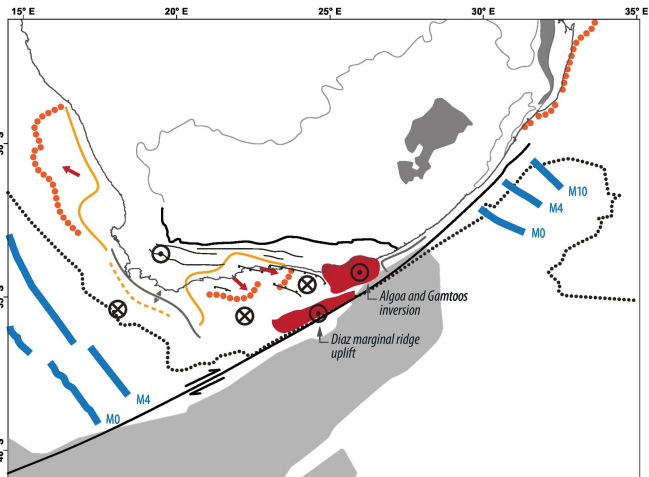 15° E
20° E
25° E
30° E
35° E
M10
M4
M0
Algoa and Gamtoos
inversion
Diaz marginal ridge
uplift
M4
M0